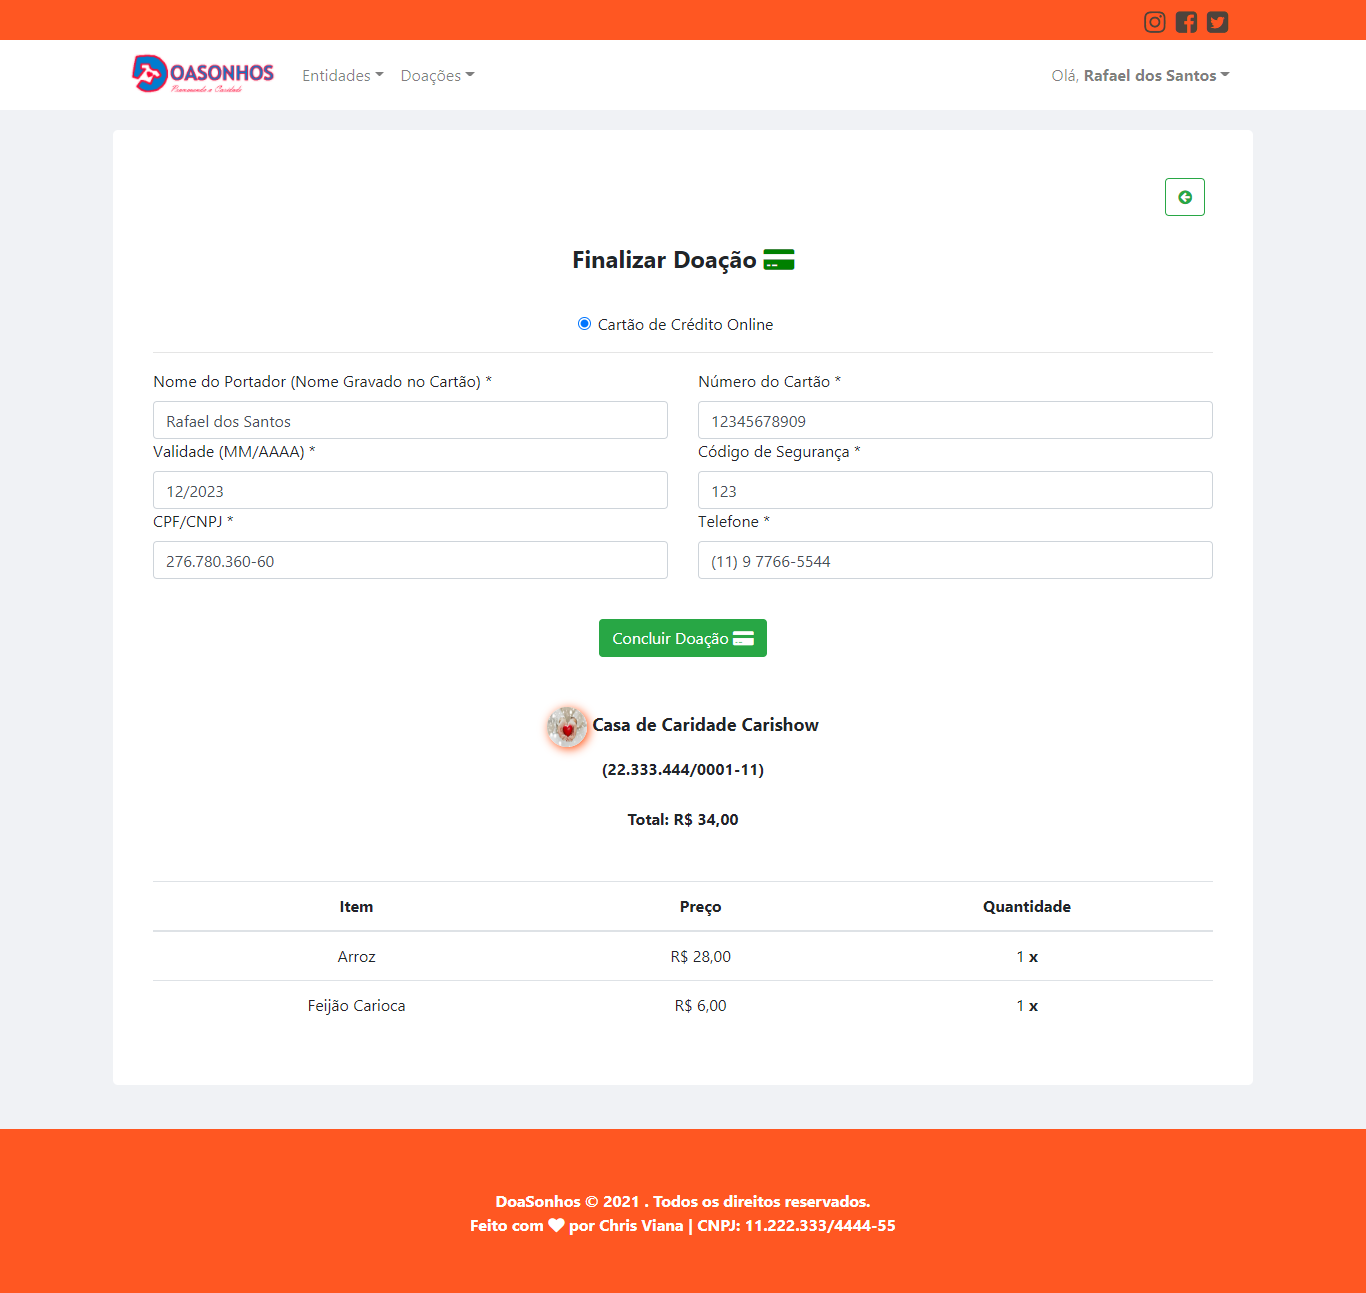 OASONHOS
Entidades
Doações
Olá, Rafael dos Santos
Finalizar Doação
Cartão de Crédito Online
Nome do Portador (Nome Gravado no Cartão) *
Número do Cartão *
Rafael dos Santos
12345678909
Validade (MM/AAAA) *
Código de Segurança *
12/2023
123
CPF/CNPJ *
Telefone *
276.780.360-60
(11) 9 7766-5544
Concluir Doação
Casa de Caridade Carishow
(22.333.444/0001-11)
Total: R$ 34,00
Item Preço Quantidade
Arroz R$ 28,00 1 x
Feijão Carioca R$ 6,00 1 x
DoaSonhos © 2021 . Todos os direitos reservados.
Feito com por Chris Viana | CNPJ: 11.222.333/4444-55